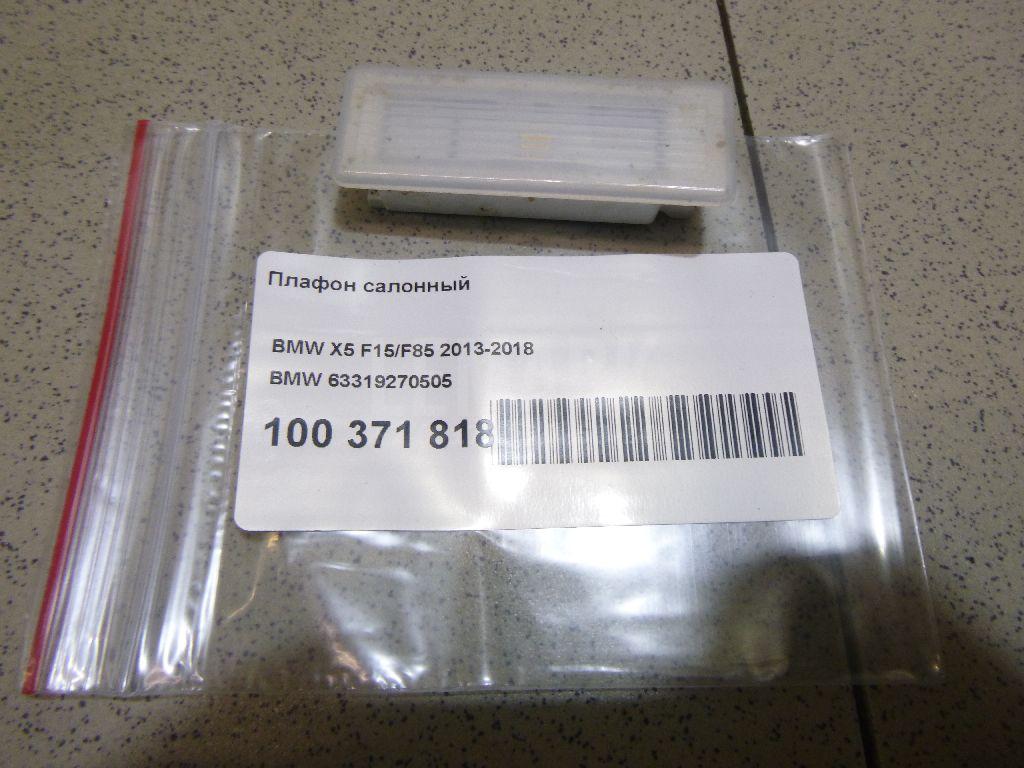 Плафон салонный
BMW X5 F15/F85 2013-2018
BMW 63319270505
100 371 818